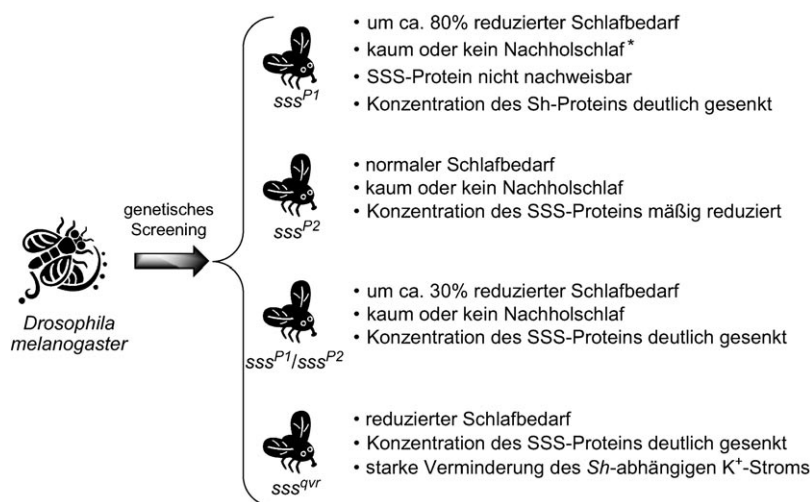 • um ca. 80% reduzierter Schlafbedarf
• kaum oder kein Nachholschlaf*
• SSS-Protein nicht nachweisbar
• Konzentration des Sh-Proteins deutlich gesenkt
sss^P1
• normaler Schlafbedarf
• kaum oder kein Nachholschlaf
• Konzentration des SSS-Proteins mäßig reduziert
sss^P2
genetisches
Screening
Drosophila
melanogaster
• um ca. 30% reduzierter Schlafbedarf
• kaum oder kein Nachholschlaf
• Konzentration des SSS-Proteins deutlich gesenkt
sss^P1/sss^P2
• reduzierter Schlafbedarf
• Konzentration des SSS-Proteins deutlich gesenkt
• starke Verminderung des Sh-abhängigen K⁺-Stroms
sss^qvr